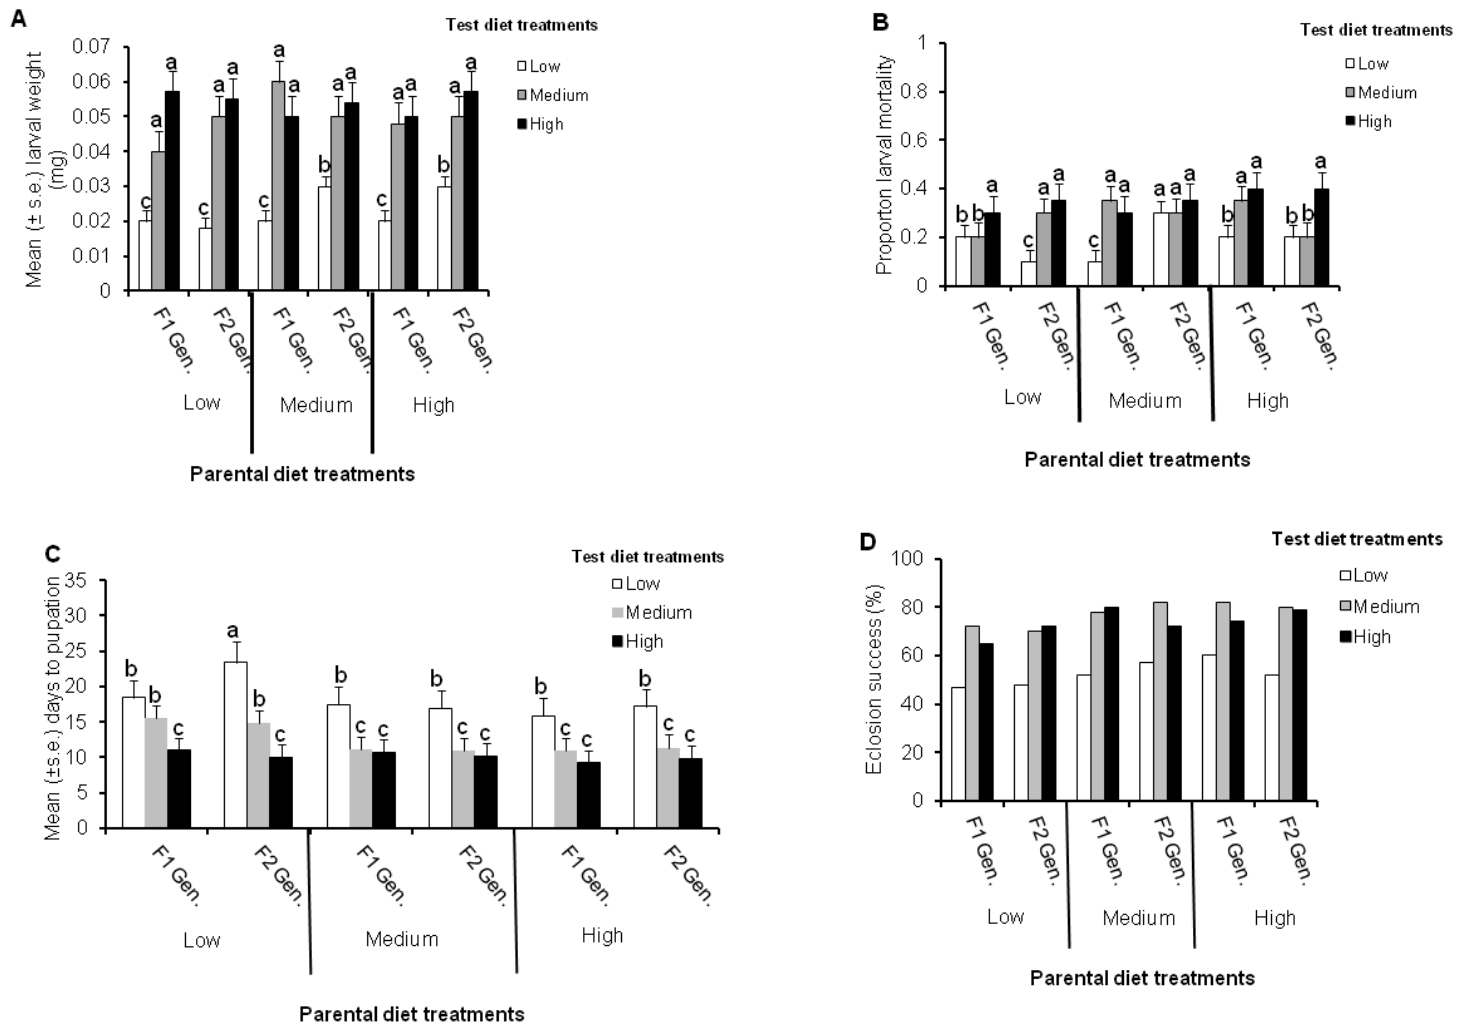 A
Test diet treatments
Low
Medium
High
Mean (± s.e.) larval weight
(mg)
0.07
0.06
0.05
0.04
0.03
0.02
0.01
0
c a a
c a a
c a a
b a a
c a a
b a a
F1 Gen.
F2 Gen.
F1 Gen.
F2 Gen.
F1 Gen.
F2 Gen.
Low
Medium
High
Parental diet treatments
B
Test diet treatments
Low
Medium
High
Proporton larval mortality
1
0.8
0.6
0.4
0.2
0
b b a
c a a
c a a
a a a
b a a
b b a
F1 Gen.
F2 Gen.
F1 Gen.
F2 Gen.
F1 Gen.
F2 Gen.
Low
Medium
High
Parental diet treatments
C
Test diet treatments
Low
Medium
High
Mean (±s.e.) days to pupation
35
30
25
20
15
10
5
0
b b c
a b c
b c c
b c c
b c c
b c c
F1 Gen.
F2 Gen.
F1 Gen.
F2 Gen.
F1 Gen.
F2 Gen.
Low
Medium
High
Parental diet treatments
D
Test diet treatments
Low
Medium
High
Eclosion success (%)
100
80
60
40
20
0
F1 Gen.
F2 Gen.
F1 Gen.
F2 Gen.
F1 Gen.
F2 Gen.
Low
Medium
High
Parental diet treatments